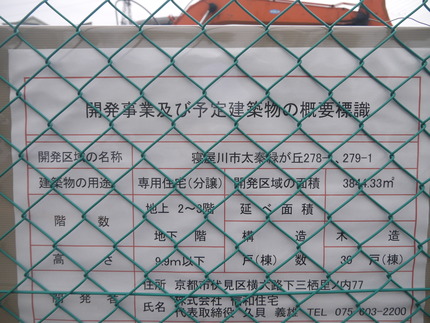 開発事業及び予定建築物の概要標識
開発区域の名称 寝屋川市太秦緑が丘278-1、279-1
建築物の用途 専用住宅(分譲) 開発区域の面積 3844.33㎡
階数 地上 2~3階 延べ面積
地下 階 構造 木造
高さ 9.9m以下 戸(棟)数 39 戸(棟)
開発者 住所 京都市伏見区横大路下三栖里ノ内77
氏名 株式会社 住宅
代表取締役 久貝 義雄 TEL 075-603-2200